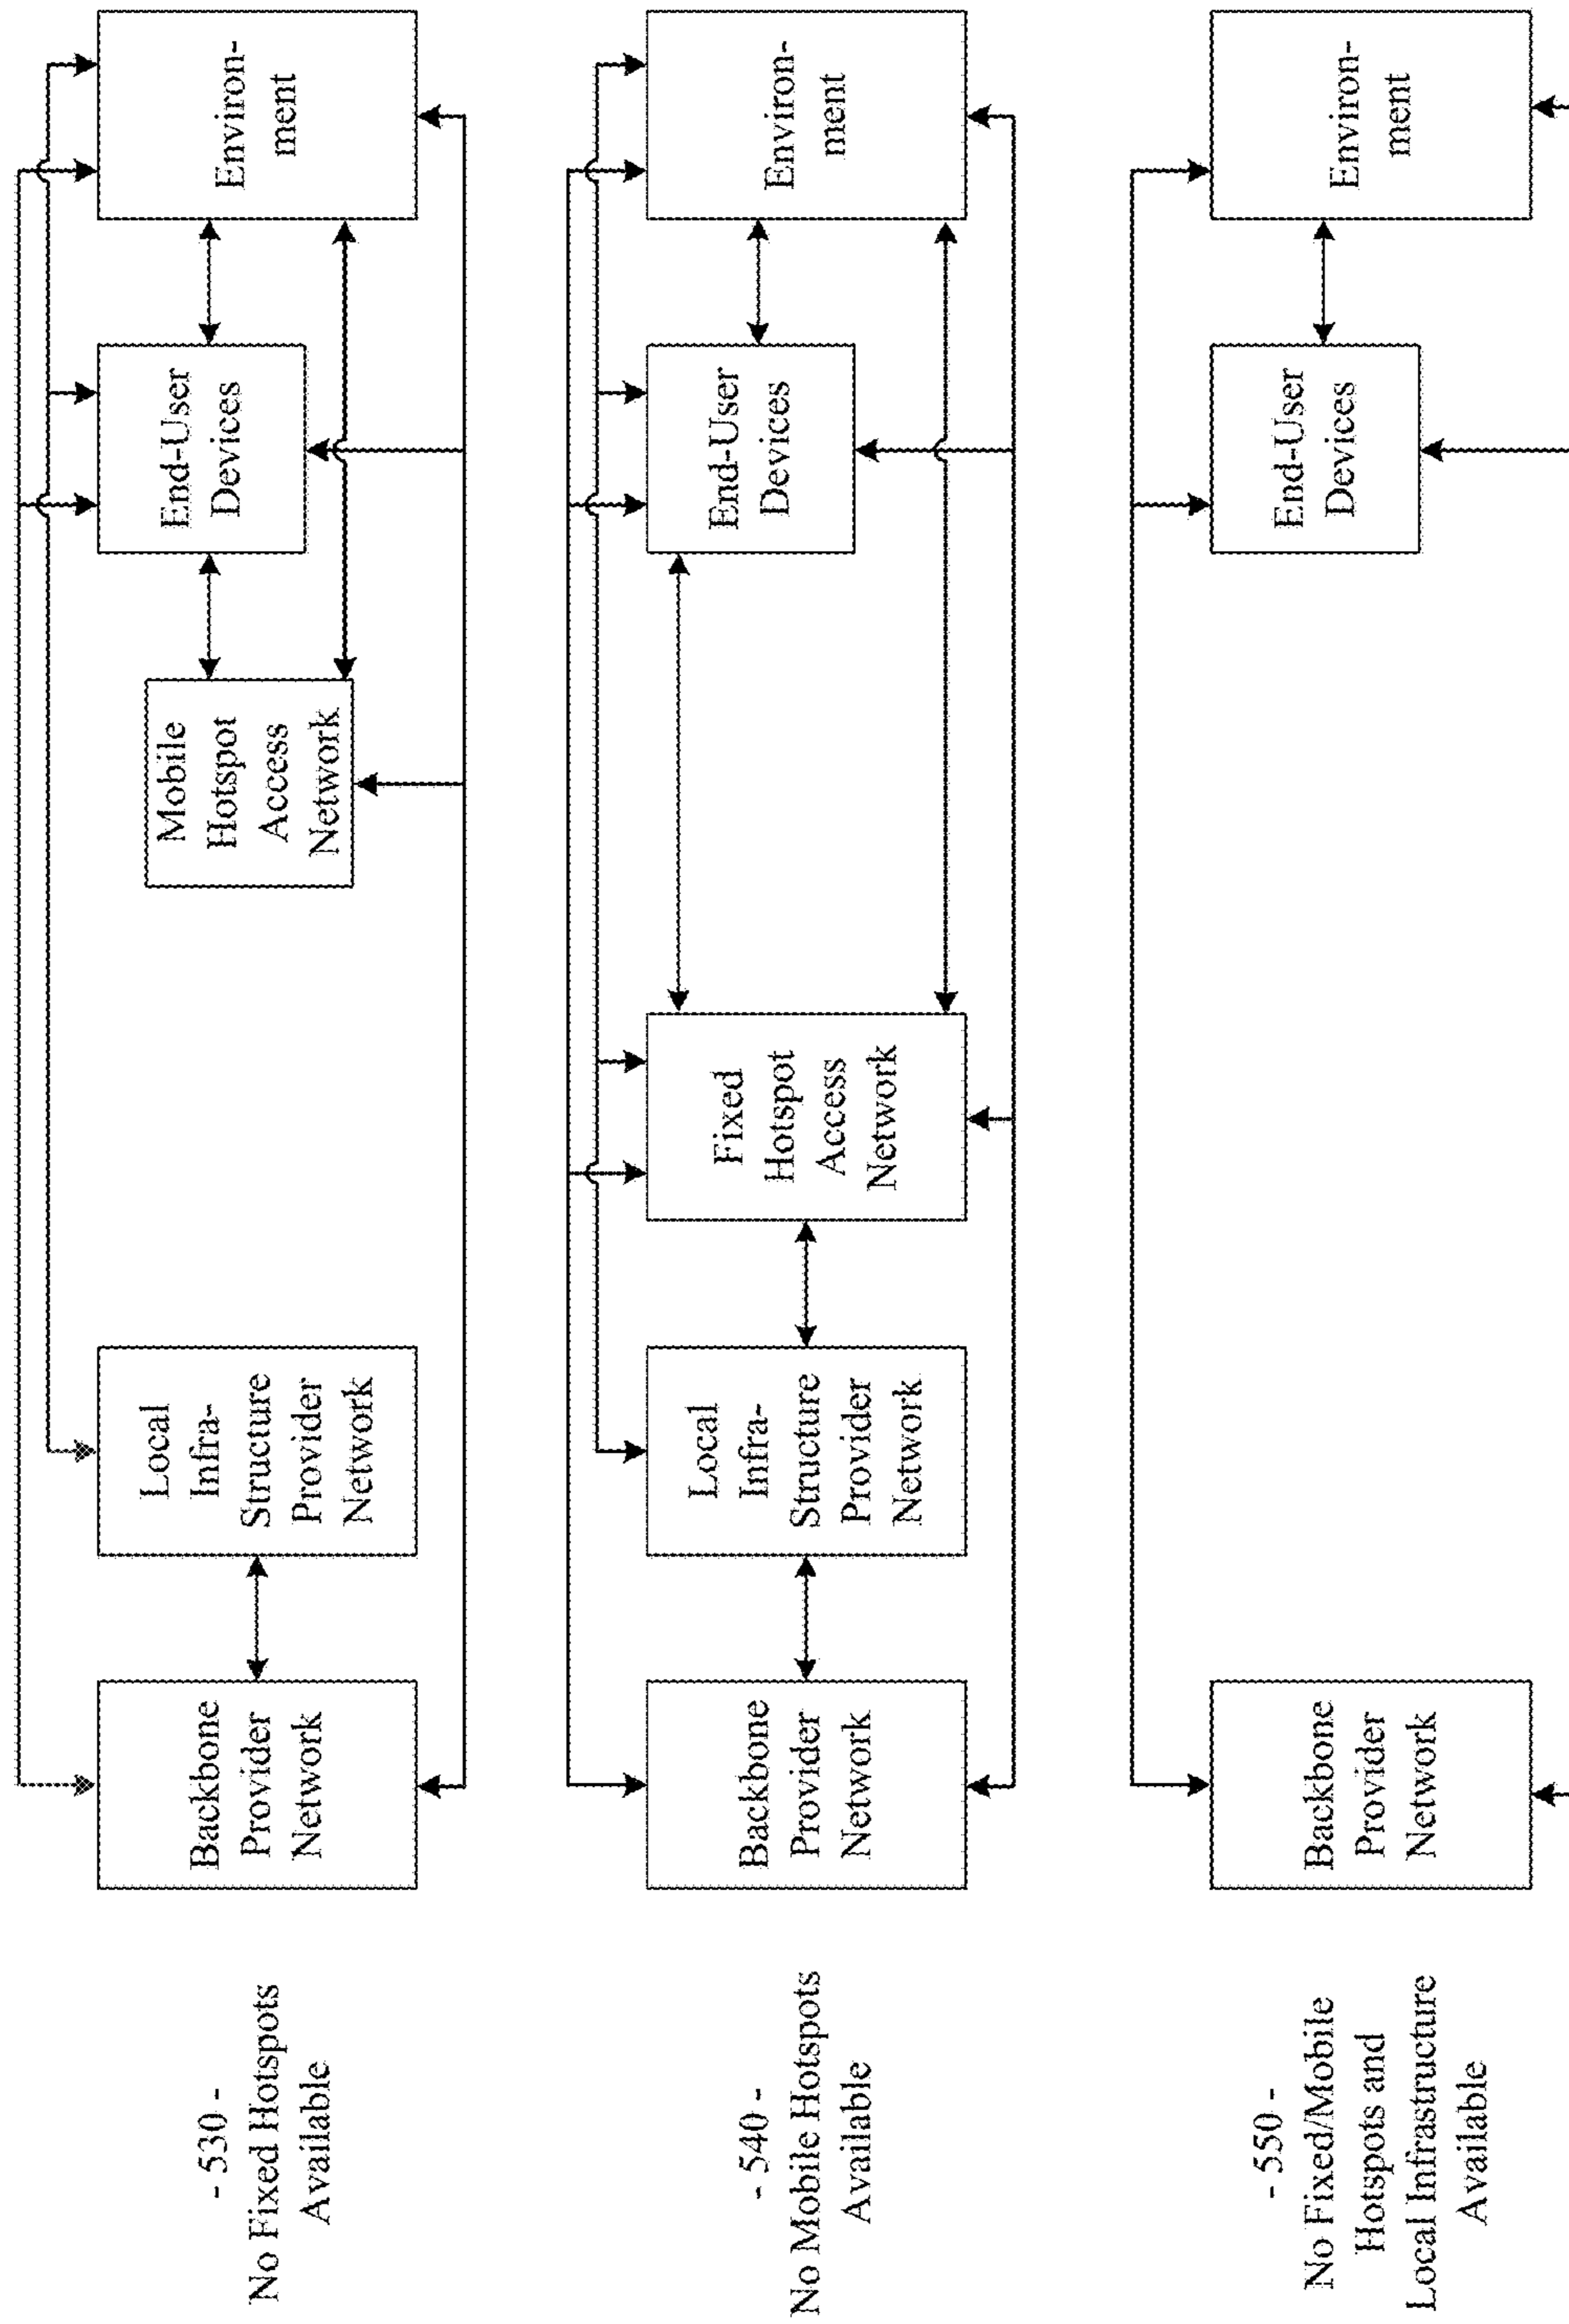 - 530 -
No Fixed Hotspots
Available
Backbone
Provider
Network
Local
Infra-
Structure
Provider
Network
Mobile
Hotspot
Access
Network
End-User
Devices
Environ-
ment
- 540 -
No Mobile Hotspots
Available
Backbone
Provider
Network
Local
Infra-
Structure
Provider
Network
Fixed
Hotspot
Access
Network
End-User
Devices
Environ-
ment
- 550 -
No Fixed/Mobile
Hotspots and
Local Infrastructure
Available
Backbone
Provider
Network
End-User
Devices
Environ-
ment